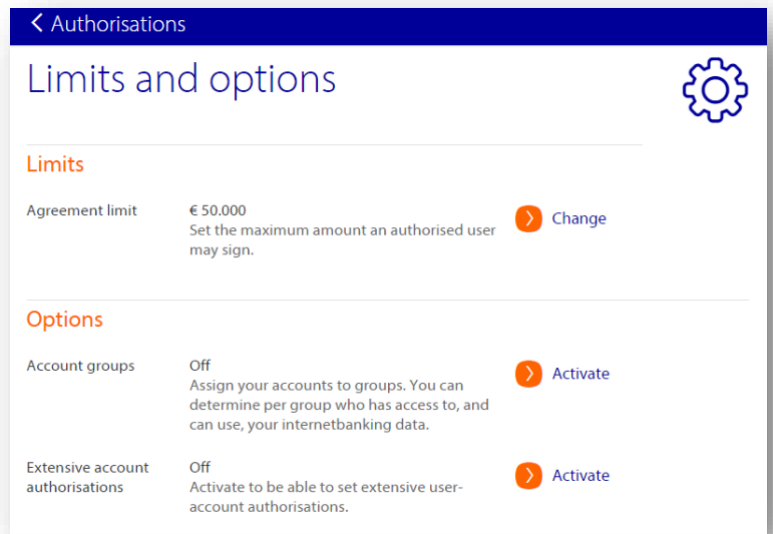 Authorisations
Limits and options
Limits
Agreement limit
€ 50.000
Set the maximum amount an authorised user
may sign.
Change
Options
Account groups
Off
Assign your accounts to groups. You can
determine per group who has access to, and
can use, your internetbanking data.
Activate
Extensive account
authorisations
Off
Activate to be able to set extensive user-
account authorisations.
Activate